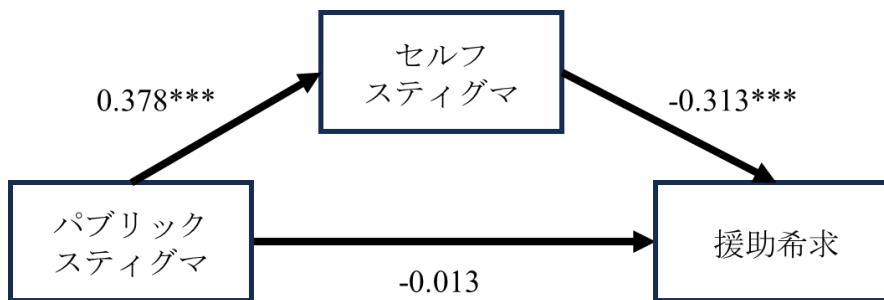 セルフ
スティグマ
0.378***
-0.313***
パブリック
スティグマ
援助希求
-0.013